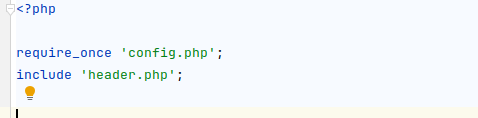 <?php
require_once 'config.php';
include 'header.php';